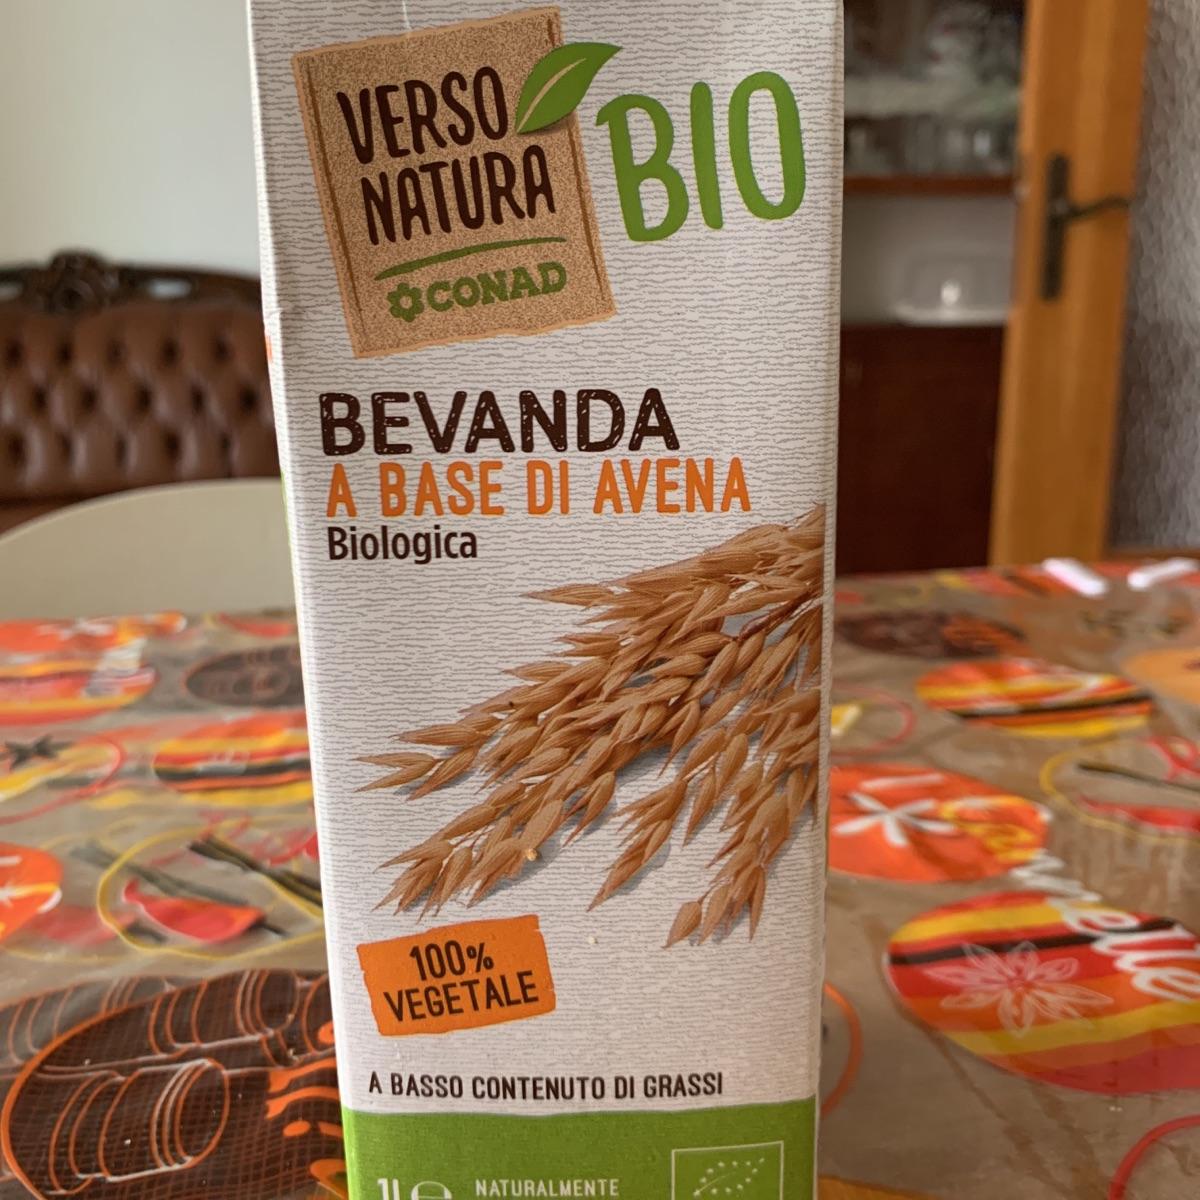 VERSO
NATURA
CONAD
BIO
BEVANDA
A BASE DI AVENA
Biologica
100%
VEGETALE
A BASSO CONTENUTO DI GRASSI
1L e
NATURALMENTE